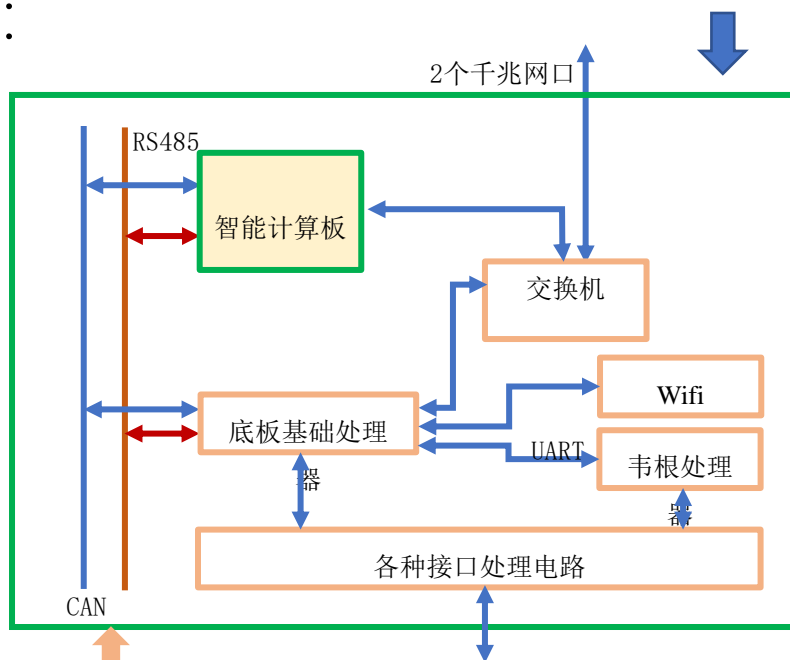 2个千兆网口
RS485
智能计算板
交换机
Wifi
底板基础处理
器
UART
韦根处理
器
各种接口处理电路
CAN